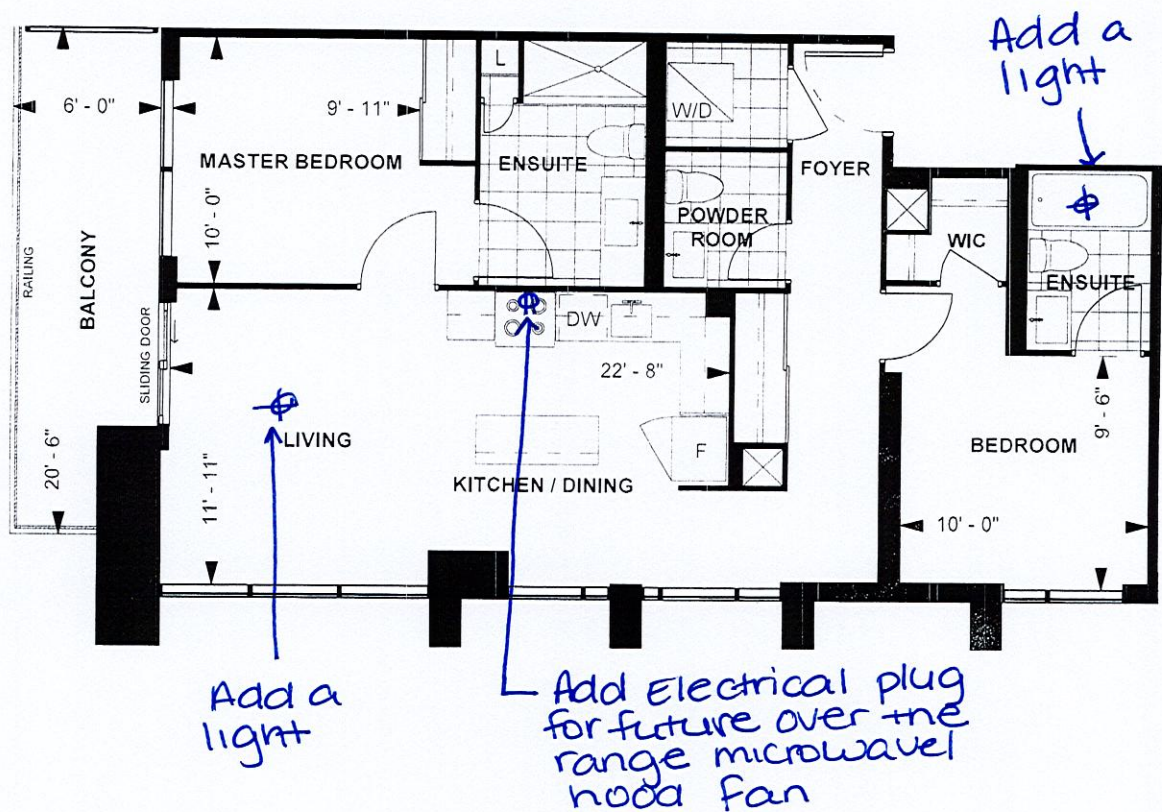 Add a
light
L
6' - 0"
9' - 11"
W/D
MASTER BEDROOM
ENSUITE
FOYER
10' - 0"
POWDER
ROOM
WIC
RAILING
BALCONY
ENSUITE
SLIDING DOOR
DW
22' - 8"
9' - 6"
LIVING
F
BEDROOM
20' - 6"
11' - 11"
KITCHEN / DINING
10' - 0"
Add a
light
Add Electrical plug
for future over the
range microwave/
hood fan